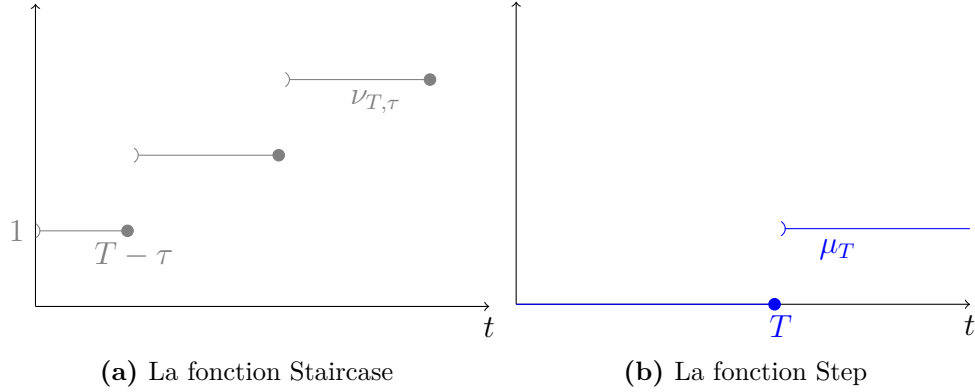 1
T − τ
ν_{T,τ}
t
(a) La fonction Staircase
μ_T
T
t
(b) La fonction Step